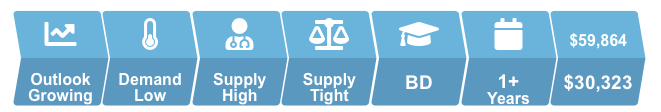 Outlook
Growing
Demand
Low
Supply
High
Supply
Tight
BD
1+
Years
$59,864
$30,323